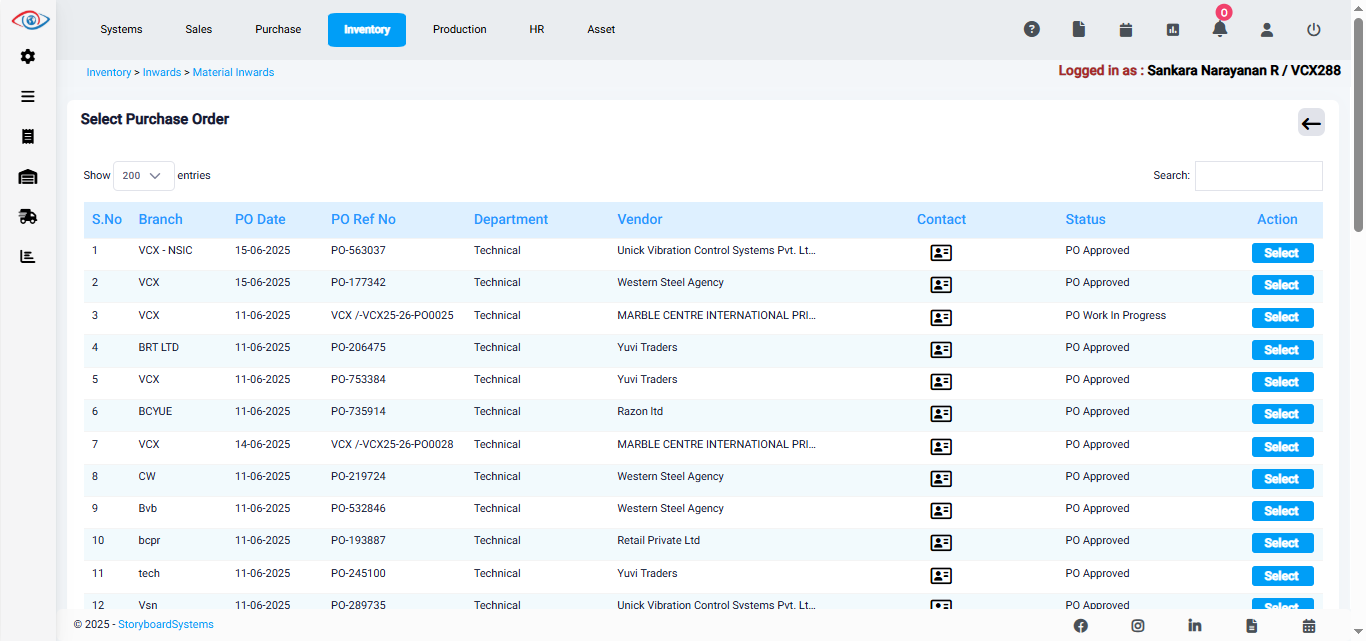 Systems Sales Purchase Inventory Production HR Asset 0
Inventory > Inwards > Material Inwards Logged in as : Sankara Narayanan R / VCX288
Select Purchase Order
Show 200 entries Search:
S.No Branch PO Date PO Ref No Department Vendor Contact Status Action
1 VCX - NSIC 15-06-2025 PO-563037 Technical Unick Vibration Control Systems Pvt. Lt... PO Approved Select
2 VCX 15-06-2025 PO-177342 Technical Western Steel Agency PO Approved Select
3 VCX 11-06-2025 VCX /-VCX25-26-PO0025 Technical MARBLE CENTRE INTERNATIONAL PRI... PO Work In Progress Select
4 BRT LTD 11-06-2025 PO-206475 Technical Yuvi Traders PO Approved Select
5 VCX 11-06-2025 PO-753384 Technical Yuvi Traders PO Approved Select
6 BCYUE 11-06-2025 PO-735914 Technical Razon ltd PO Approved Select
7 VCX 14-06-2025 VCX /-VCX25-26-PO0028 Technical MARBLE CENTRE INTERNATIONAL PRI... PO Approved Select
8 CW 11-06-2025 PO-219724 Technical Western Steel Agency PO Approved Select
9 Bvb 11-06-2025 PO-532846 Technical Western Steel Agency PO Approved Select
10 bcpr 11-06-2025 PO-193887 Technical Retail Private Ltd PO Approved Select
11 tech 11-06-2025 PO-245100 Technical Yuvi Traders PO Approved Select
12 Vsn 11-06-2025 PO-289735 Technical Unick Vibration Control Systems Pvt. Lt... PO Approved Select
© 2025 - StoryboardSystems